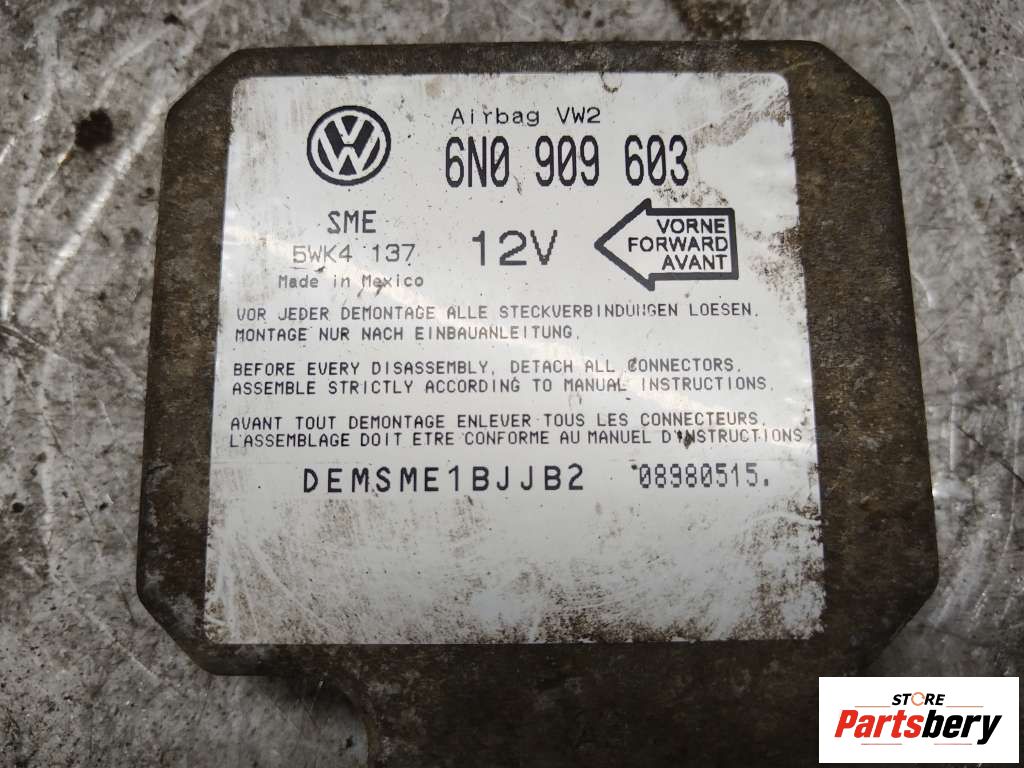 Airbag VW2
6N0 909 603
SME
5WK4 137
Made in Mexico
12V
VORNE
FORWARD
AVANT
VOR JEDER DEMONTAGE ALLE STECKVERBINDUNGEN LOESEN.
MONTAGE NUR NACH EINBAUANLEITUNG.
BEFORE EVERY DISASSEMBLY, DETACH ALL CONNECTORS.
ASSEMBLE STRICTLY ACCORDING TO MANUAL INSTRUCTIONS.
AVANT TOUT DEMONTAGE ENLEVER TOUS LES CONNECTEURS.
L'ASSEMBLAGE DOIT ETRE CONFORME AU MANUEL D'INSTRUCTIONS
DEMSME1BJJB2 08980515.
STORE
Partsbery